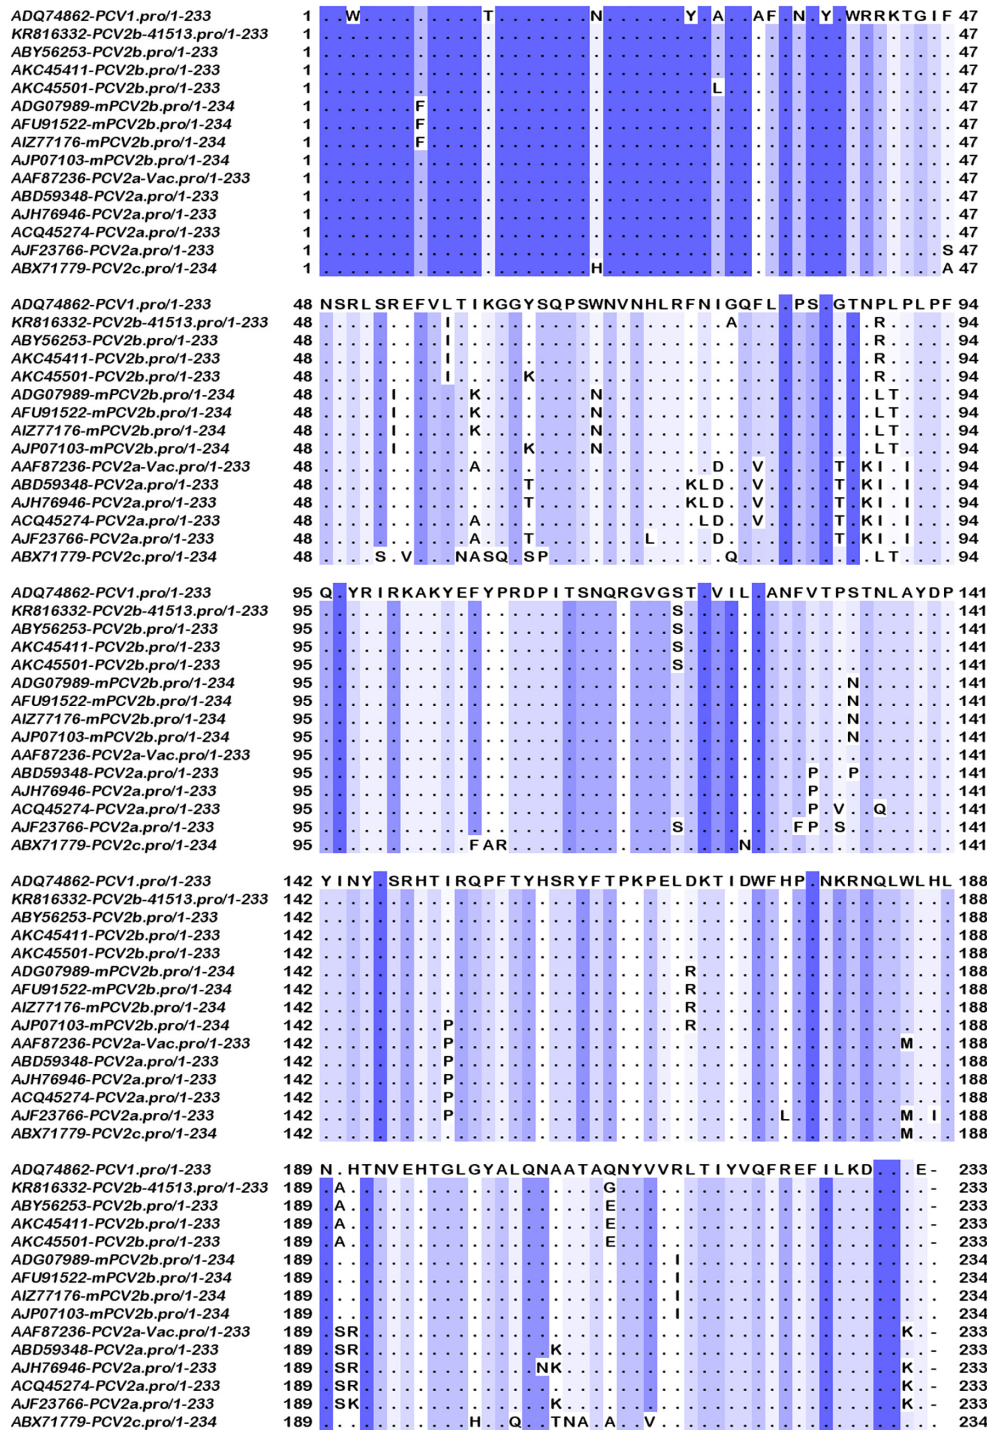 ADQ74862-PCV1.pro/1-233 1 ..W.........T.......N......Y.A..AF.N.Y.WRRKTGIF 47
KR816332-PCV2b-41513.pro/1-233 1 ............................................... 47
ABY56253-PCV2b.pro/1-233 1 ............................................... 47
AKC45411-PCV2b.pro/1-233 1 ............................................... 47
AKC45501-PCV2b.pro/1-233 1 .............................L................. 47
ADG07989-mPCV2b.pro/1-234 1 .......F....................................... 47
AFU91522-mPCV2b.pro/1-234 1 .......F....................................... 47
AIZ77176-mPCV2b.pro/1-234 1 .......F....................................... 47
AJP07103-mPCV2b.pro/1-234 1 ............................................... 47
AAF87236-PCV2a-Vac.pro/1-233 1 ............................................... 47
ABD59348-PCV2a.pro/1-233 1 ............................................... 47
AJH76946-PCV2a.pro/1-233 1 ............................................... 47
ACQ45274-PCV2a.pro/1-233 1 ............................................... 47
AJF23766-PCV2a.pro/1-233 1 ..............................................S 47
ABX71779-PCV2c.pro/1-234 1 ....................H.........................A 47
ADQ74862-PCV1.pro/1-233 48 NSRLSREFVLTIKGGYSQPSWNVNHLRFNIGQFL.PS.GTNPLPLPF 94
KR816332-PCV2b-41513.pro/1-233 48 .........I....................A..........R..... 94
ABY56253-PCV2b.pro/1-233 48 .........I...............................R..... 94
AKC45411-PCV2b.pro/1-233 48 .........I...............................R..... 94
AKC45501-PCV2b.pro/1-233 48 .........I.....K.........................R..... 94
ADG07989-mPCV2b.pro/1-234 48 .....I.....K........N....................LT.... 94
AFU91522-mPCV2b.pro/1-234 48 .....I.....K........N....................LT.... 94
AIZ77176-mPCV2b.pro/1-234 48 .....I.....K........N....................LT.... 94
AJP07103-mPCV2b.pro/1-234 48 .....I.........K....N....................LT.... 94
AAF87236-PCV2a-Vac.pro/1-233 48 ...........A.................D..V.....T.KI.I... 94
ABD59348-PCV2a.pro/1-233 48 ...............T...........KLD..V.....T.KI.I... 94
AJH76946-PCV2a.pro/1-233 48 ...............T...........KLD..V.....T.KI.I... 94
ACQ45274-PCV2a.pro/1-233 48 ...........A................LD..V.....T.KI.I... 94
AJF23766-PCV2a.pro/1-233 48 ...........A...T........L....D........T.KI.I... 94
ABX71779-PCV2c.pro/1-234 48 ....S.V...NASQ.SP.............Q..........LT.... 94
ADQ74862-PCV1.pro/1-233 95 Q.YRIRKAKYEFYPRDPITSNQRGVGST.VIL.ANFVTPSTNLAYDP 141
KR816332-PCV2b-41513.pro/1-233 95 ..........................S.................... 141
ABY56253-PCV2b.pro/1-233 95 ..........................S.................... 141
AKC45411-PCV2b.pro/1-233 95 ..........................S.................... 141
AKC45501-PCV2b.pro/1-233 95 ..........................S.................... 141
ADG07989-mPCV2b.pro/1-234 95 .......................................N....... 141
AFU91522-mPCV2b.pro/1-234 95 .......................................N....... 141
AIZ77176-mPCV2b.pro/1-234 95 .......................................N....... 141
AJP07103-mPCV2b.pro/1-234 95 .......................................N....... 141
AAF87236-PCV2a-Vac.pro/1-233 95 ............................................... 141
ABD59348-PCV2a.pro/1-233 95 ....................................P..P....... 141
AJH76946-PCV2a.pro/1-233 95 ....................................P.......... 141
ACQ45274-PCV2a.pro/1-233 95 ....................................P.V..Q..... 141
AJF23766-PCV2a.pro/1-233 95 ..........................S........FP.S........ 141
ABX71779-PCV2c.pro/1-234 95 ...........FAR.................N............... 141
ADQ74862-PCV1.pro/1-233 142 YINY.SRHTIRQPFTYHSRYFTPKPELDKTIDWFHP.NKRNQLWLHL 188
KR816332-PCV2b-41513.pro/1-233 142 ............................................... 188
ABY56253-PCV2b.pro/1-233 142 ............................................... 188
AKC45411-PCV2b.pro/1-233 142 ............................................... 188
AKC45501-PCV2b.pro/1-233 142 ............................................... 188
ADG07989-mPCV2b.pro/1-234 142 ...........................R................... 188
AFU91522-mPCV2b.pro/1-234 142 ...........................R................... 188
AIZ77176-mPCV2b.pro/1-234 142 ...........................R................... 188
AJP07103-mPCV2b.pro/1-234 142 .........P.................R................... 188
AAF87236-PCV2a-Vac.pro/1-233 142 .........P.................................M... 188
ABD59348-PCV2a.pro/1-233 142 .........P..................................... 188
AJH76946-PCV2a.pro/1-233 142 .........P..................................... 188
ACQ45274-PCV2a.pro/1-233 142 .........P..................................... 188
AJF23766-PCV2a.pro/1-233 142 .........P........................L........M.I. 188
ABX71779-PCV2c.pro/1-234 142 ...........................................M... 188
ADQ74862-PCV1.pro/1-233 189 N.HTNVEHTGLGYALQNAATAQNYVVRLTIYVQFREFILKD...E- 233
KR816332-PCV2b-41513.pro/1-233 189 .A...................G.......................- 233
ABY56253-PCV2b.pro/1-233 189 .A...................E.......................- 233
AKC45411-PCV2b.pro/1-233 189 .A...................E.......................- 233
AKC45501-PCV2b.pro/1-233 189 .A...................E.......................- 233
ADG07989-mPCV2b.pro/1-234 189 ..........................I................... 234
AFU91522-mPCV2b.pro/1-234 189 ..........................I................... 234
AIZ77176-mPCV2b.pro/1-234 189 ..........................I................... 234
AJP07103-mPCV2b.pro/1-234 189 ..........................I................... 234
AAF87236-PCV2a-Vac.pro/1-233 189 .SR........................................K.- 233
ABD59348-PCV2a.pro/1-233 189 .SR..............K...........................- 233
AJH76946-PCV2a.pro/1-233 189 .SR.............NK.........................K.- 233
ACQ45274-PCV2a.pro/1-233 189 .SR........................................K.- 233
AJF23766-PCV2a.pro/1-233 189 .SK..............K.........................K.- 233
ABX71779-PCV2c.pro/1-234 189 ...........H..Q..TNA.A..V..................... 234